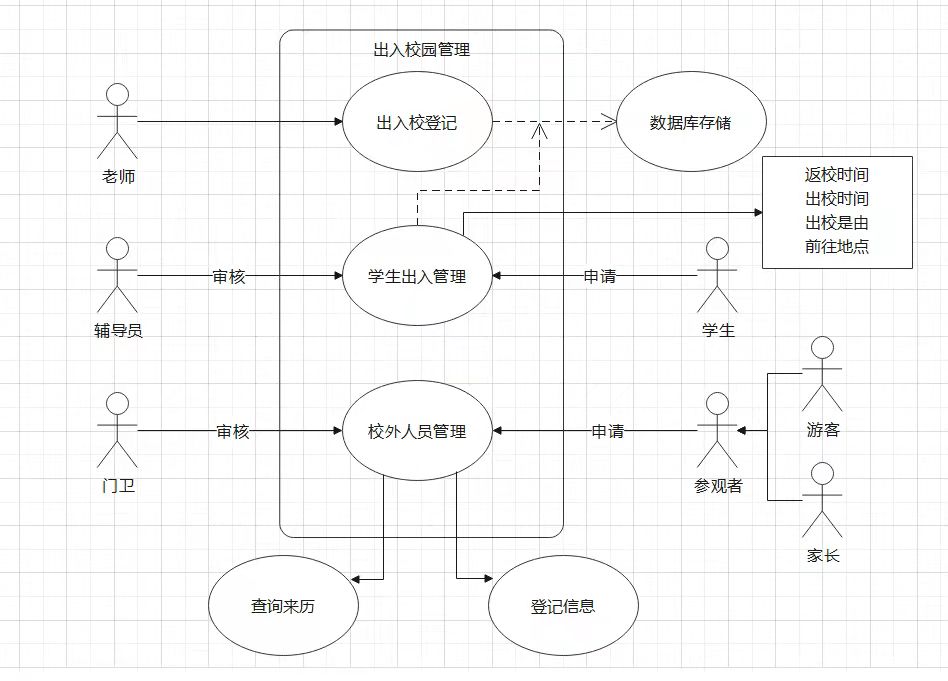 出入校园管理
出入校登记
数据库存储
老师
返校时间
出校时间
出校是由
前往地点
审核
学生出入管理
申请
辅导员
学生
审核
校外人员管理
申请
游客
门卫
参观者
家长
查询来历
登记信息